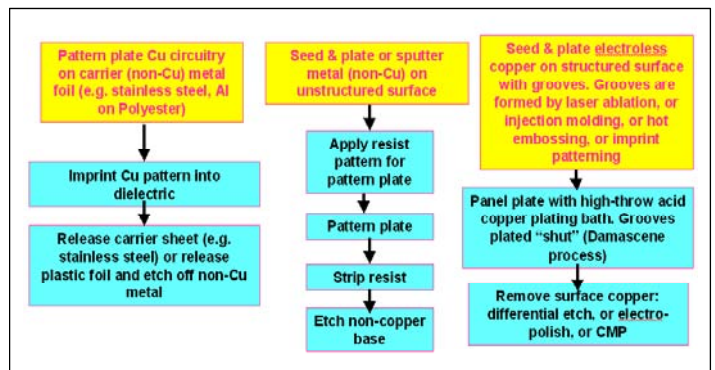 Pattern plate Cu circuitry
on carrier (non-Cu) metal
foil (e.g. stainless steel, Al
on Polyester)
Imprint Cu pattern into
dielectric
Release carrier sheet (e.g.
stainless steel) or release
plastic foil and etch off non-Cu
metal
Seed & plate or sputter
metal (non-Cu) on
unstructured surface
Apply resist
pattern for
pattern plate
Pattern plate
Strip resist
Etch non-copper
base
Seed & plate electroless
copper on structured surface
with grooves. Grooves are
formed by laser ablation, or
injection molding, or hot
embossing, or imprint
patterning
Panel plate with high-throw acid
copper plating bath. Grooves
plated “shut” (Damascene
process)
Remove surface copper:
differential etch, or electro-
polish, or CMP